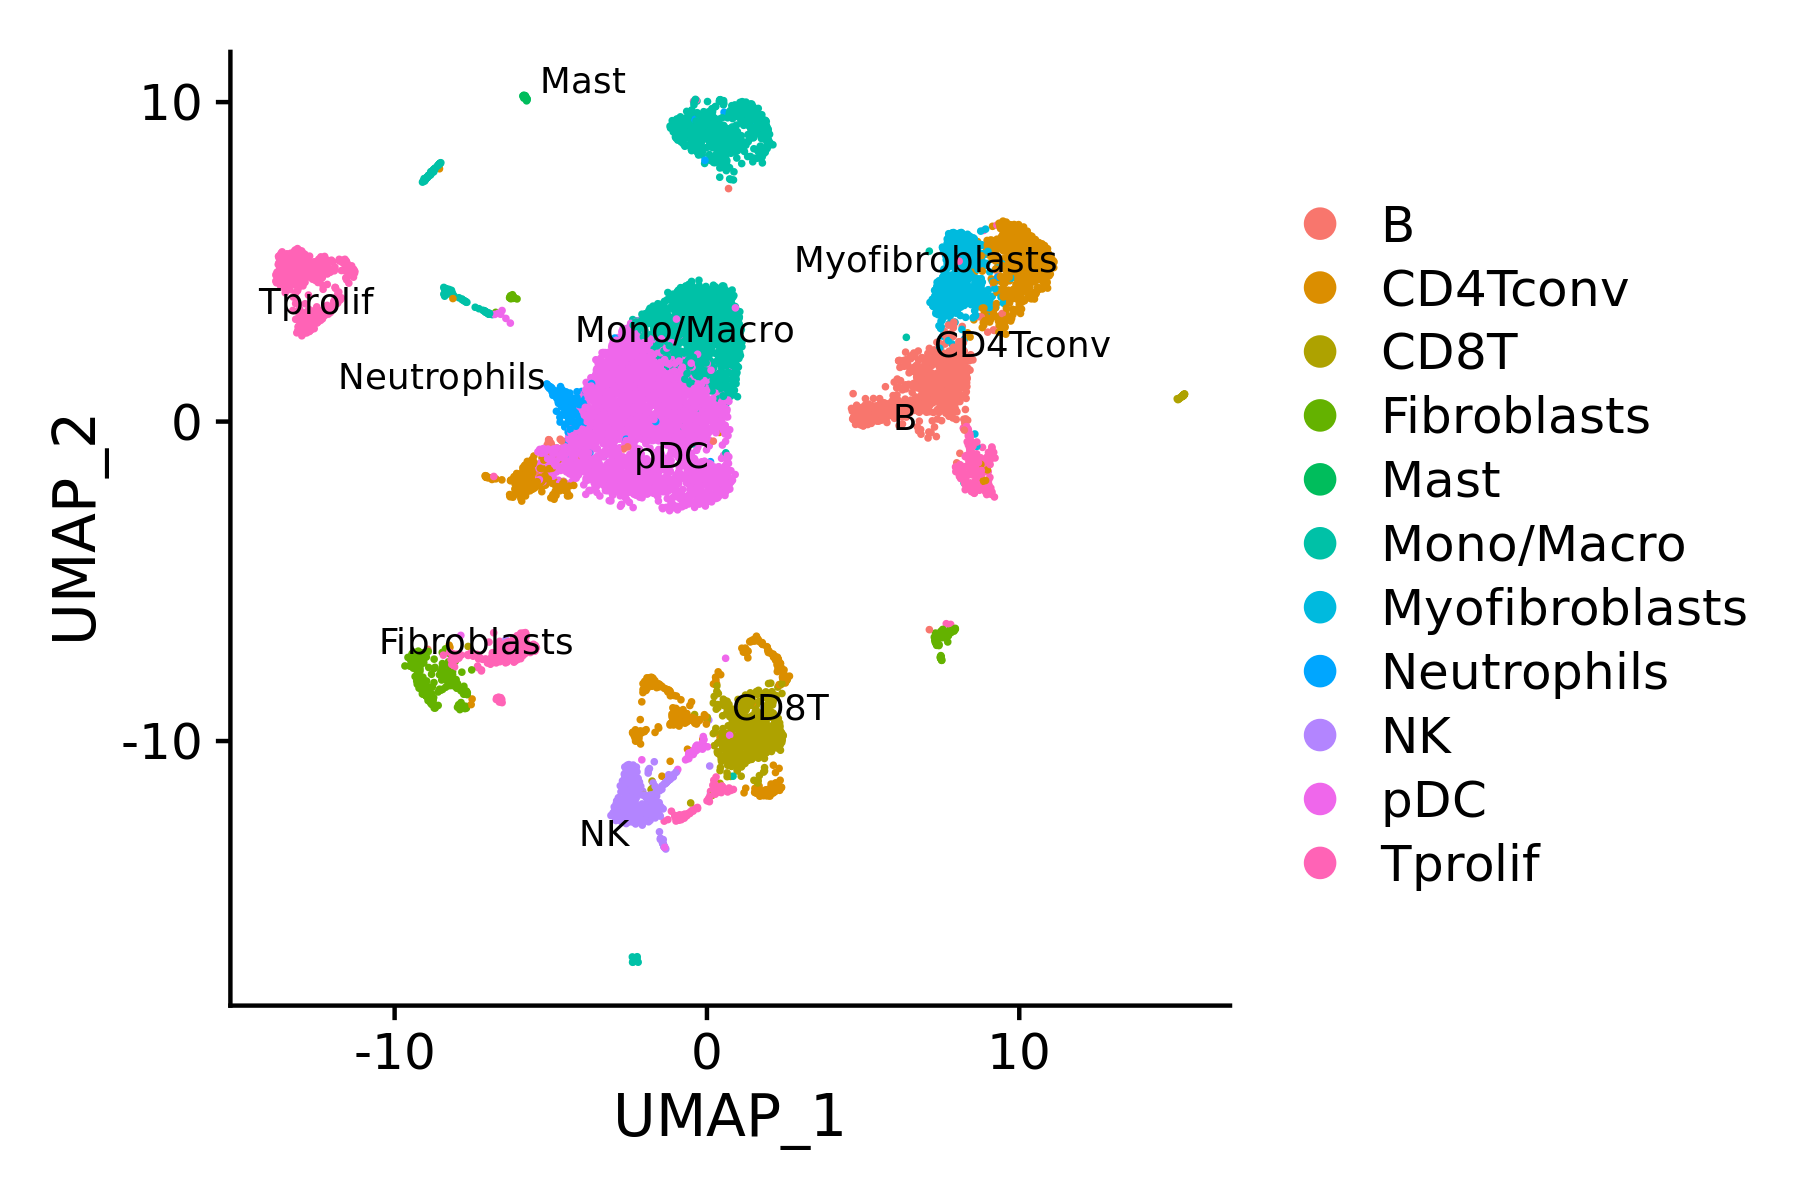 Mast
10
Myofibroblasts
Tprolif
Mono/Macro
CD4Tconv
Neutrophils
B
0
pDC
Fibroblasts
CD8T
-10
NK
UMAP_2
-10
0
10
UMAP_1
B
CD4Tconv
CD8T
Fibroblasts
Mast
Mono/Macro
Myofibroblasts
Neutrophils
NK
pDC
Tprolif